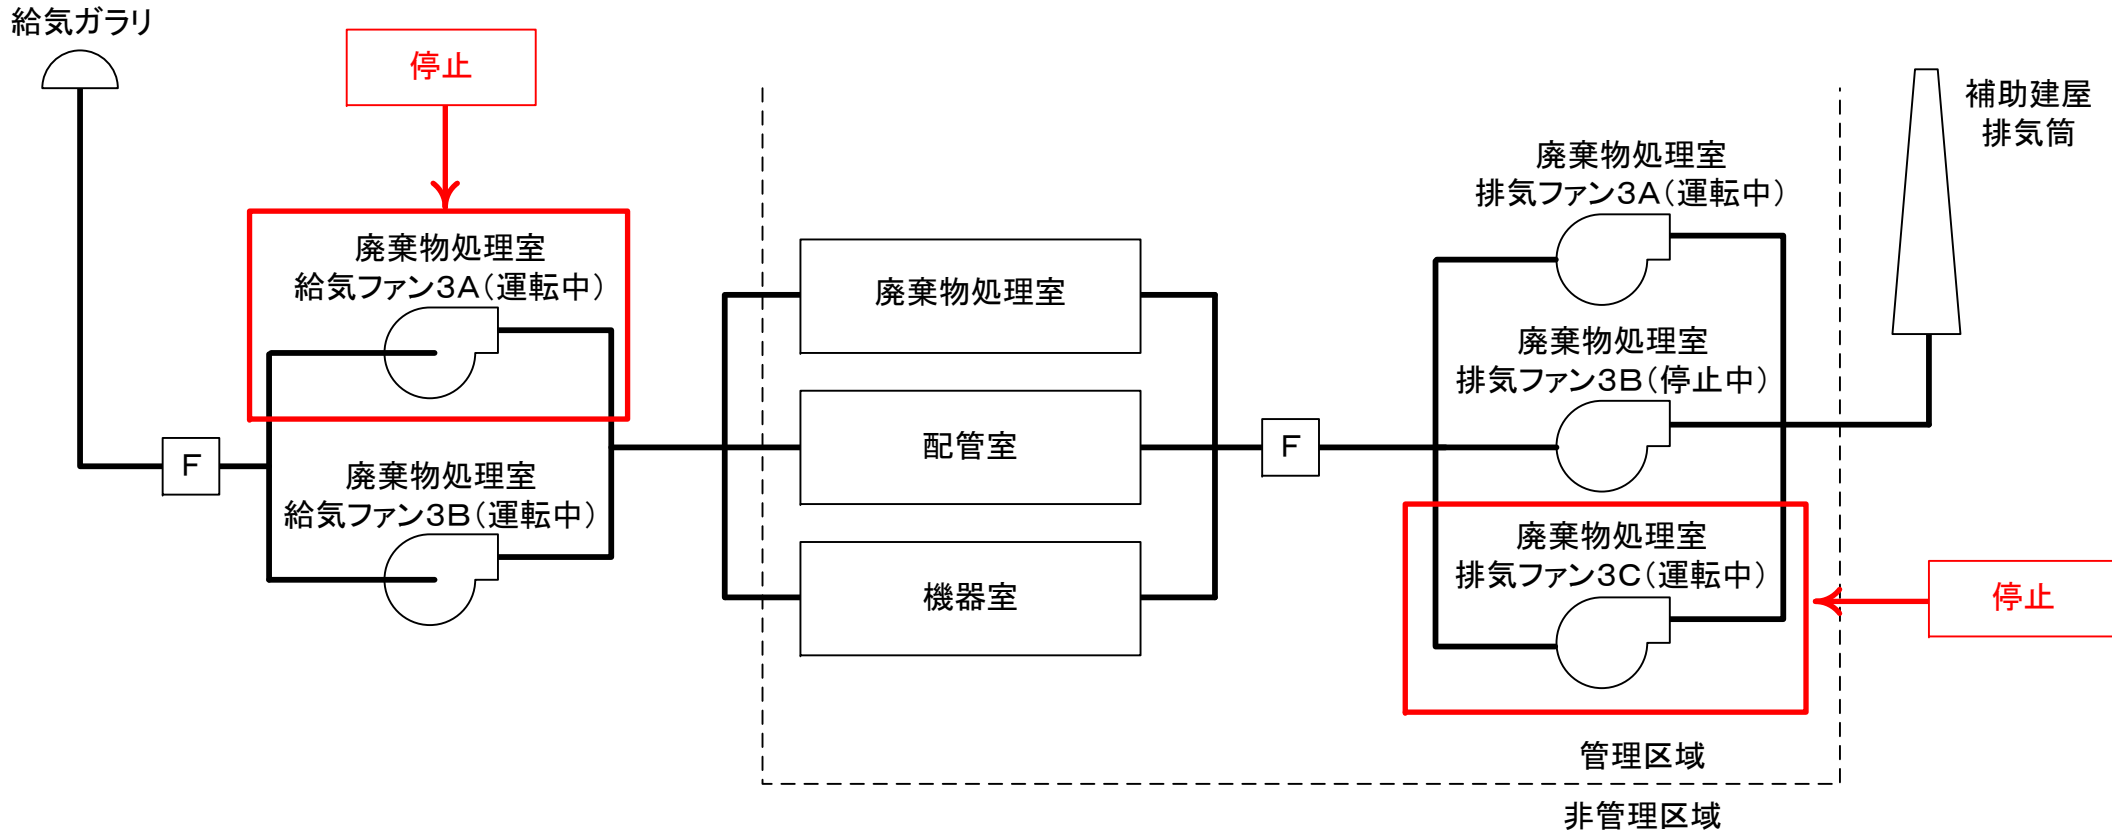 給気ガラリ
停止
補助建屋
排気筒
廃棄物処理室
排気ファン3A(運転中)
廃棄物処理室
給気ファン3A(運転中)
廃棄物処理室
廃棄物処理室
排気ファン3B(停止中)
配管室
F
F
廃棄物処理室
給気ファン3B(運転中)
廃棄物処理室
排気ファン3C(運転中)
機器室
停止
管理区域
非管理区域